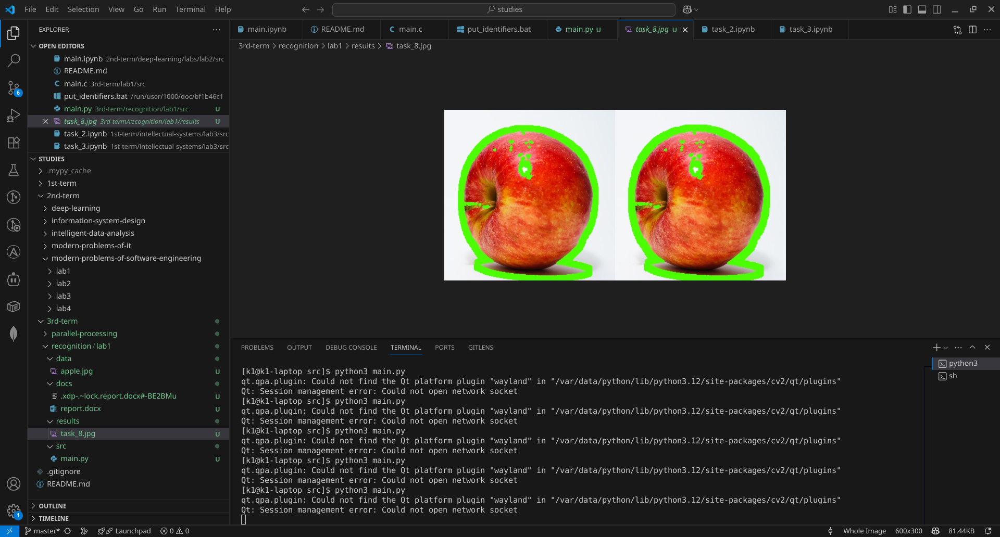 File Edit Selection View Go Run Terminal Help
studies
EXPLORER
OPEN EDITORS
main.ipynb 2nd-term/deep-learning/labs/lab2/src
README.md
main.c 3rd-term/lab1/src
put_identifiers.bat /run/user/1000/doc/bf1b46c1
main.py 3rd-term/recognition/lab1/src U
task_8.jpg 3rd-term/recognition/lab1/results U
task_2.ipynb 1st-term/intellectual-systems/lab3/src
task_3.ipynb 1st-term/intellectual-systems/lab3/src
STUDIES
.mypy_cache
1st-term
2nd-term
deep-learning
information-system-design
intelligent-data-analysis
modern-problems-of-it
modern-problems-of-software-engineering
lab1
lab2
lab3
lab4
3rd-term
parallel-processing
recognition/lab1
data
apple.jpg U
docs
.xdp-.~lock.report.docx#-BE2BMu U
report.docx U
results
task_8.jpg U
src
main.py U
.gitignore
README.md
OUTLINE
TIMELINE
6
1
main.ipynb README.md C main.c put_identifiers.bat main.py U task_8.jpg U task_2.ipynb task_3.ipynb
3rd-term > recognition > lab1 > results > task_8.jpg
PROBLEMS OUTPUT DEBUG CONSOLE TERMINAL PORTS GITLENS
[k1@k1-laptop src]$ python3 main.py
qt.qpa.plugin: Could not find the Qt platform plugin "wayland" in "/var/data/python/lib/python3.12/site-packages/cv2/qt/plugins"
Qt: Session management error: Could not open network socket
[k1@k1-laptop src]$ python3 main.py
qt.qpa.plugin: Could not find the Qt platform plugin "wayland" in "/var/data/python/lib/python3.12/site-packages/cv2/qt/plugins"
Qt: Session management error: Could not open network socket
[k1@k1-laptop src]$ python3 main.py
qt.qpa.plugin: Could not find the Qt platform plugin "wayland" in "/var/data/python/lib/python3.12/site-packages/cv2/qt/plugins"
Qt: Session management error: Could not open network socket
[k1@k1-laptop src]$ python3 main.py
qt.qpa.plugin: Could not find the Qt platform plugin "wayland" in "/var/data/python/lib/python3.12/site-packages/cv2/qt/plugins"
Qt: Session management error: Could not open network socket
[k1@k1-laptop src]$ python3 main.py
qt.qpa.plugin: Could not find the Qt platform plugin "wayland" in "/var/data/python/lib/python3.12/site-packages/cv2/qt/plugins"
Qt: Session management error: Could not open network socket
python3
sh
master* Launchpad 0 0 Whole Image 600x300 81.44KB